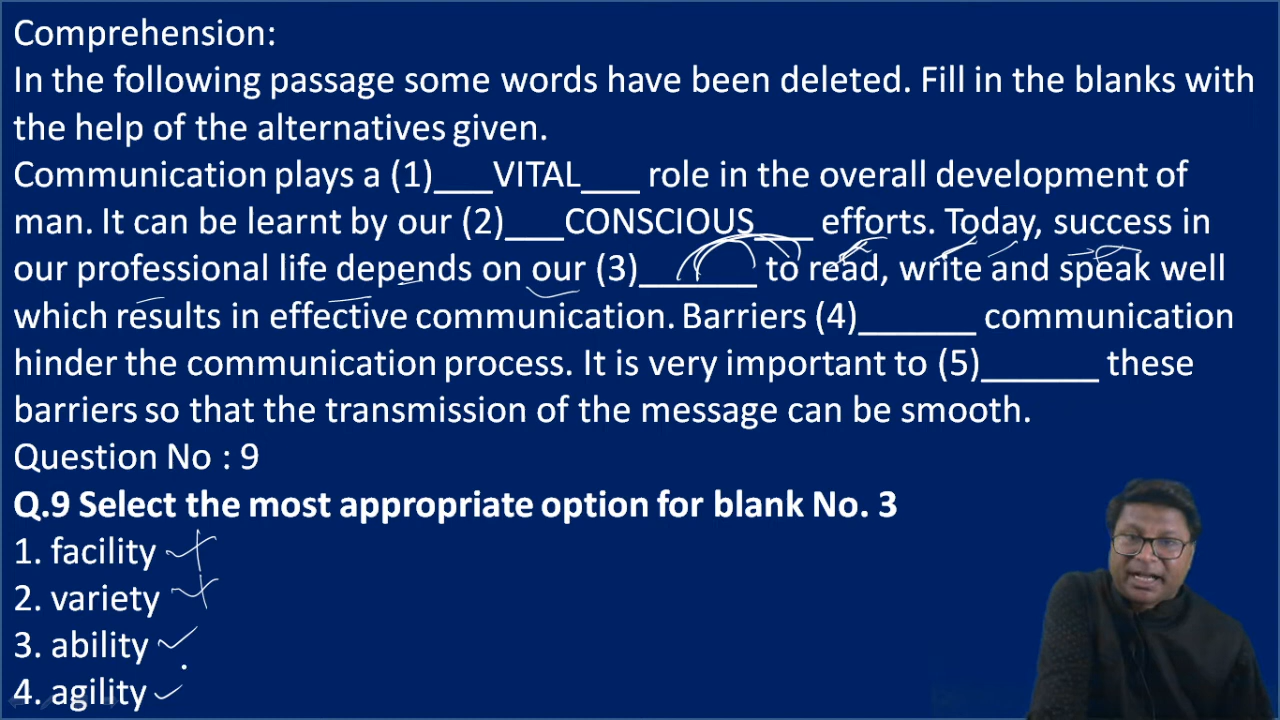 Comprehension:
In the following passage some words have been deleted. Fill in the blanks with
the help of the alternatives given.
Communication plays a (1)___VITAL___ role in the overall development of
man. It can be learnt by our (2)___CONSCIOUS___ efforts. Today, success in
our professional life depends on our (3)______ to read, write and speak well
which results in effective communication. Barriers (4)______ communication
hinder the communication process. It is very important to (5)______ these
barriers so that the transmission of the message can be smooth.
Question No : 9
Q.9 Select the most appropriate option for blank No. 3
1. facility
2. variety
3. ability
4. agility